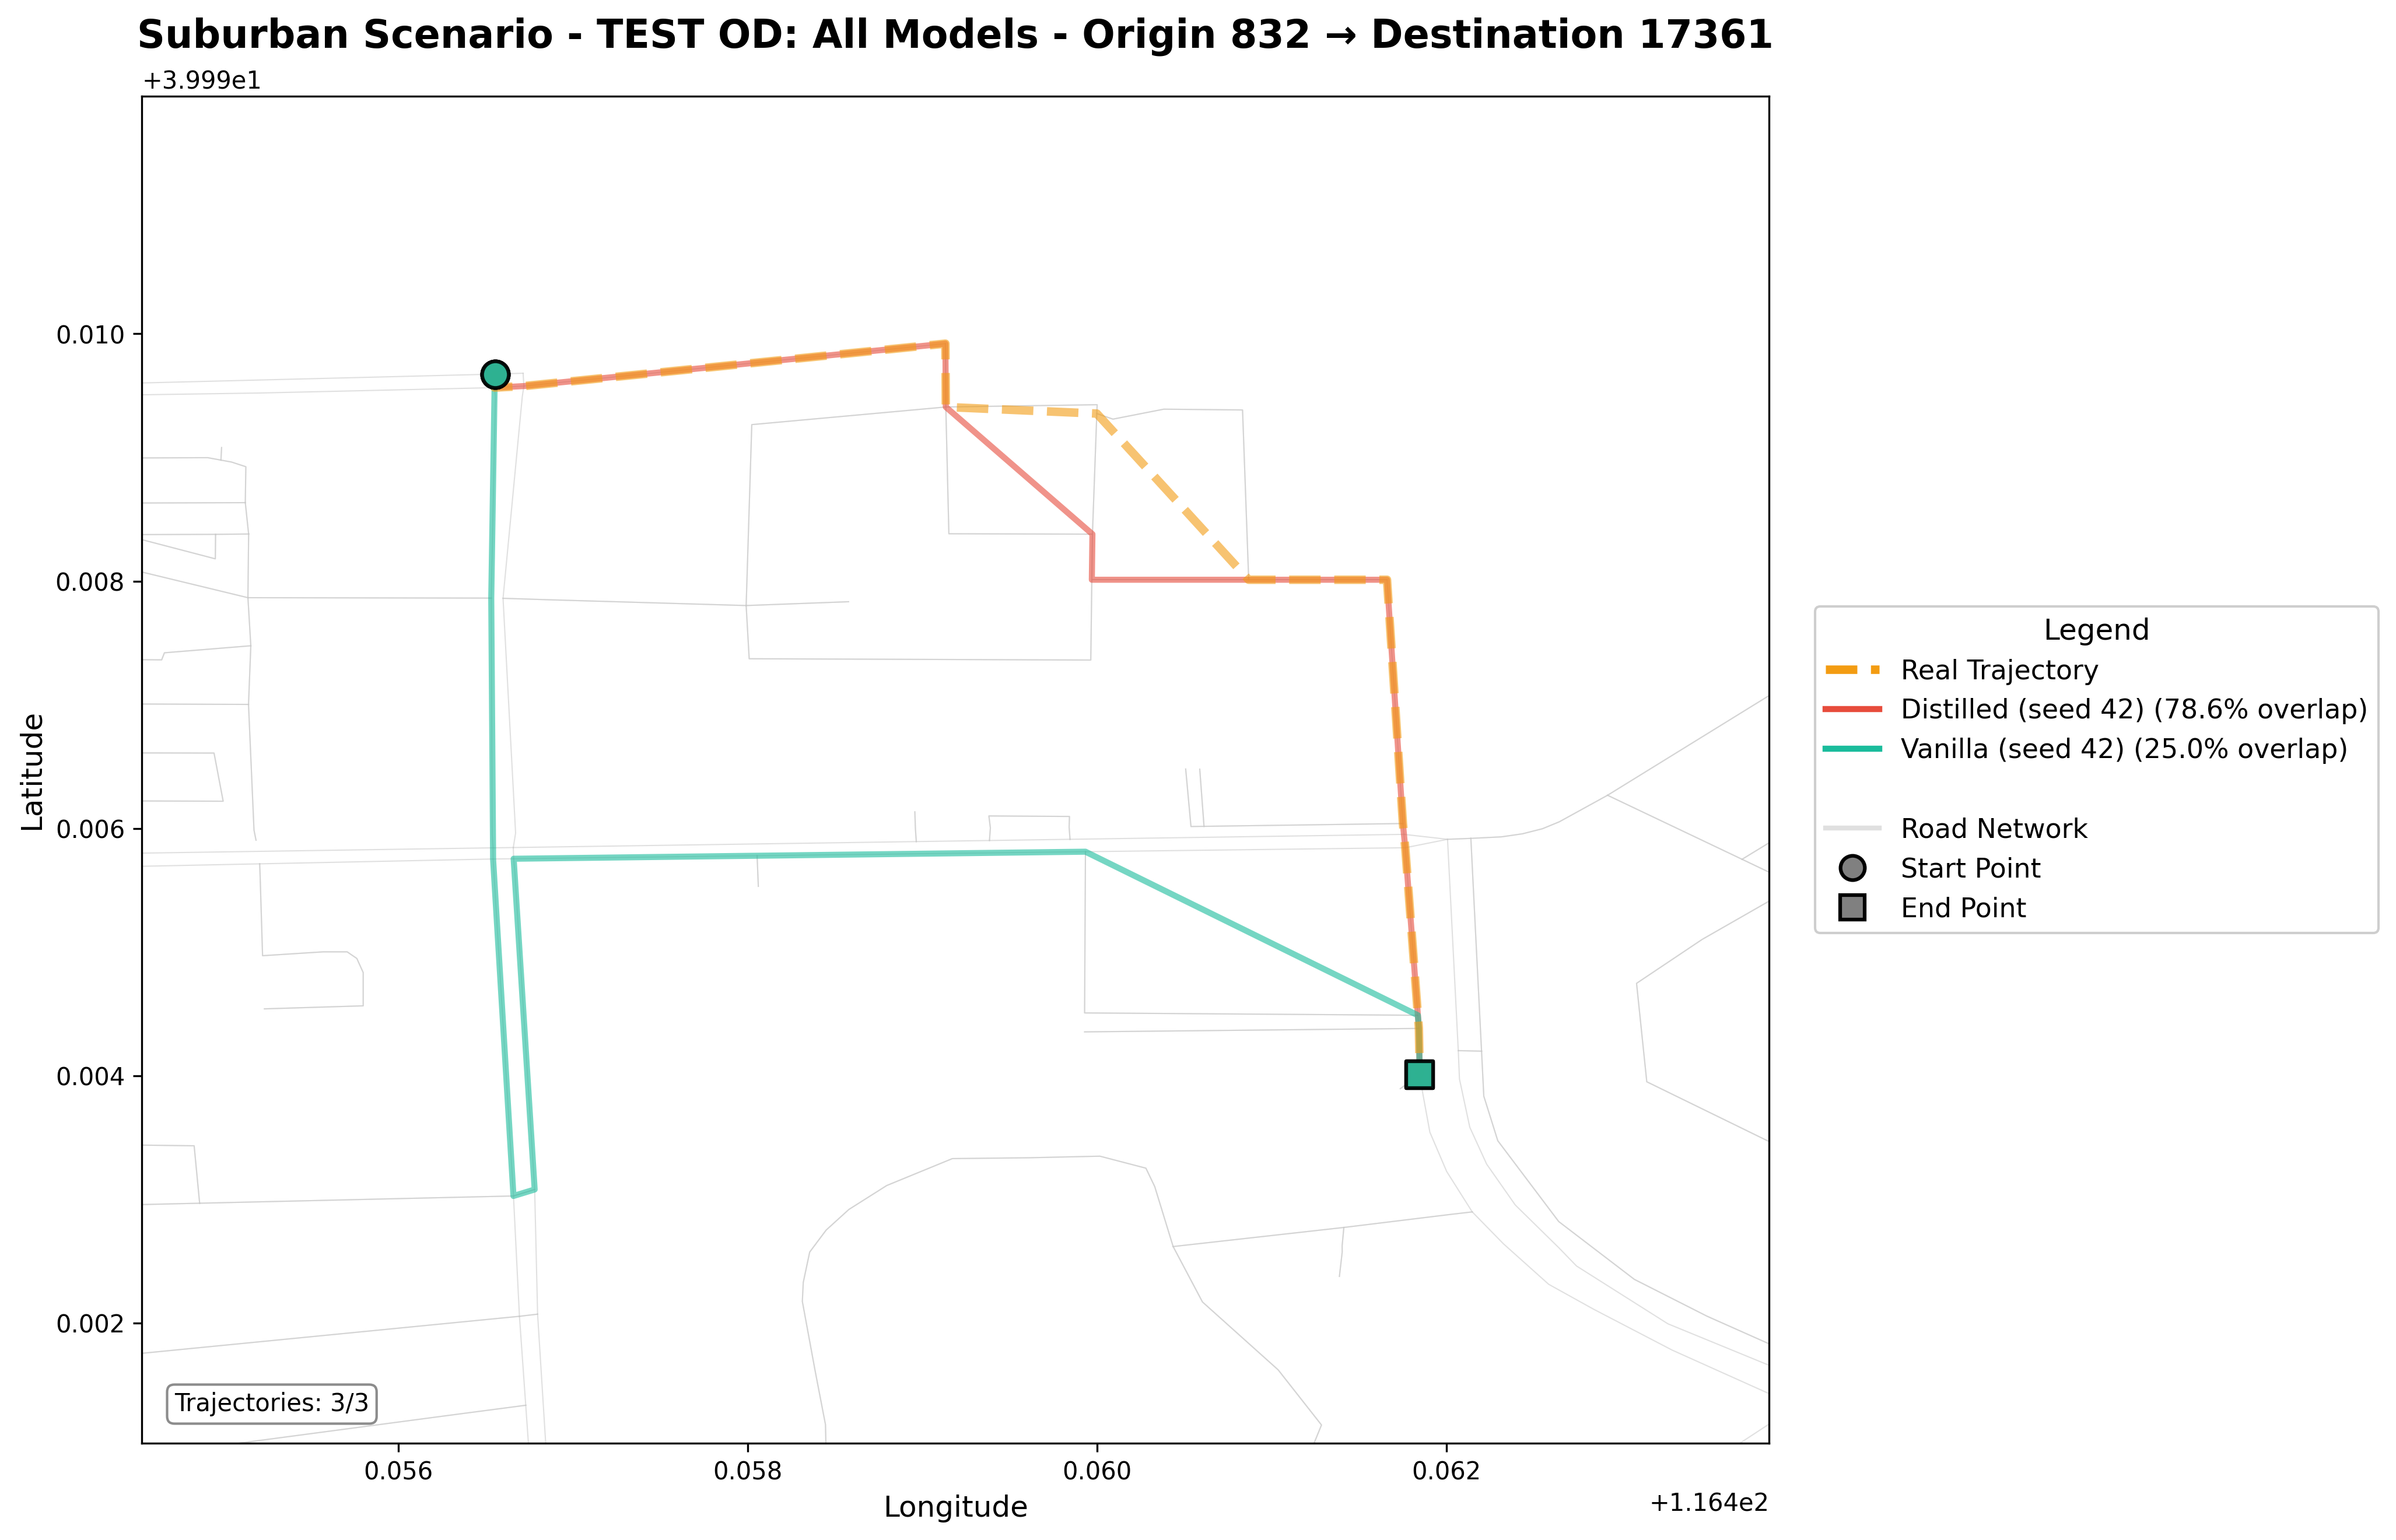 Suburban Scenario - TEST OD: All Models - Origin 832 → Destination 17361
+3.999e1
0.010
0.008
0.006
0.004
0.002
Latitude
0.056
0.058
0.060
0.062
Longitude
+1.164e2
Trajectories: 3/3
Legend
Real Trajectory
Distilled (seed 42) (78.6% overlap)
Vanilla (seed 42) (25.0% overlap)
Road Network
Start Point
End Point